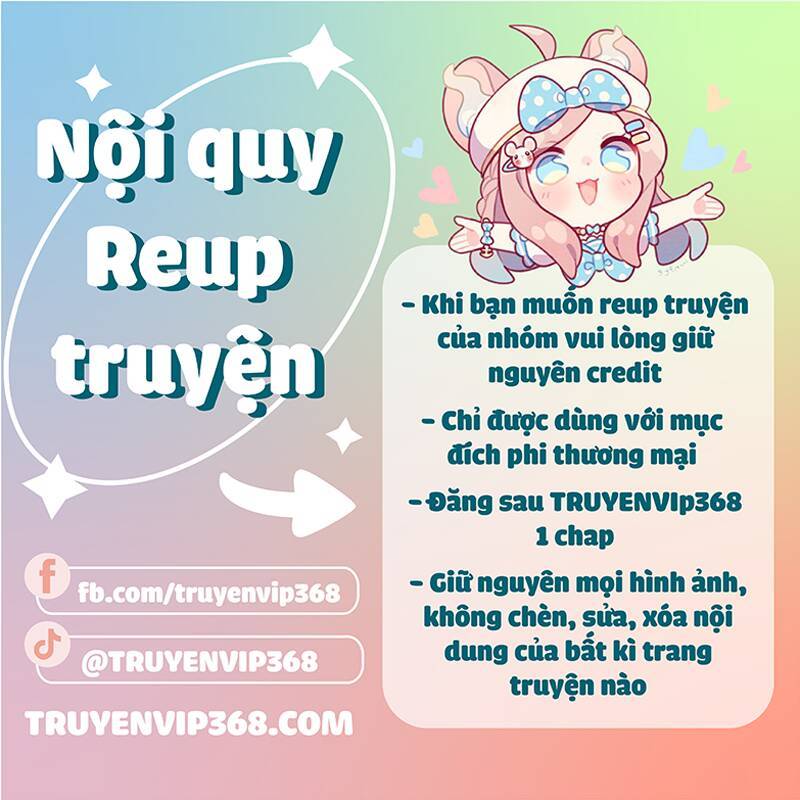 Nội quy
Reup
truyện
- Khi bạn muốn reup truyện
của nhóm vui lòng giữ
nguyên credit
- Chỉ được dùng với mục
đích phi thương mại
- Đăng sau TRUYENVIp368
1 chap
- Giữ nguyên mọi hình ảnh,
không chèn, sửa, xóa nội
dung của bất kì trang
truyện nào
fb.com/truyenvip368
@TRUYENVIP368
TRUYENVIP368.COM